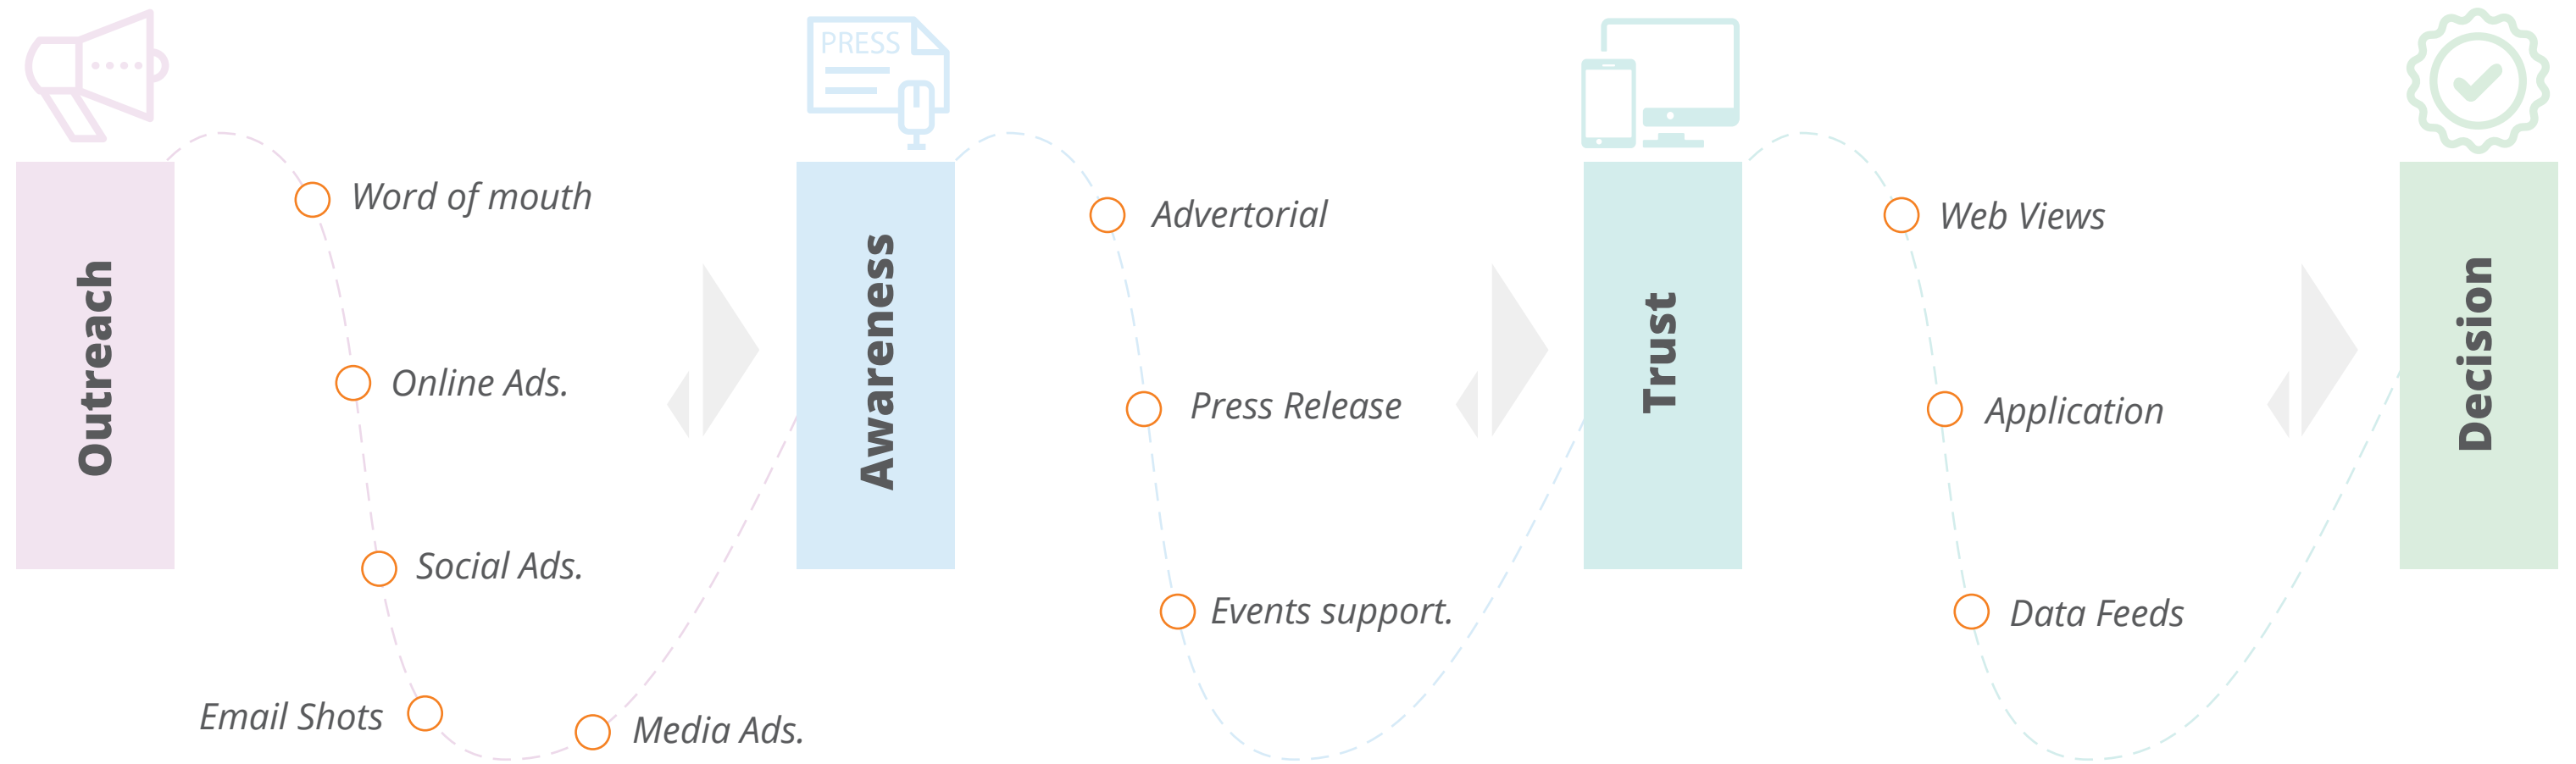 Outreach
Word of mouth
Online Ads.
Social Ads.
Email Shots
Media Ads.
PRESS
Awareness
Advertorial
Press Release
Events support.
Trust
Web Views
Application
Data Feeds
Decision